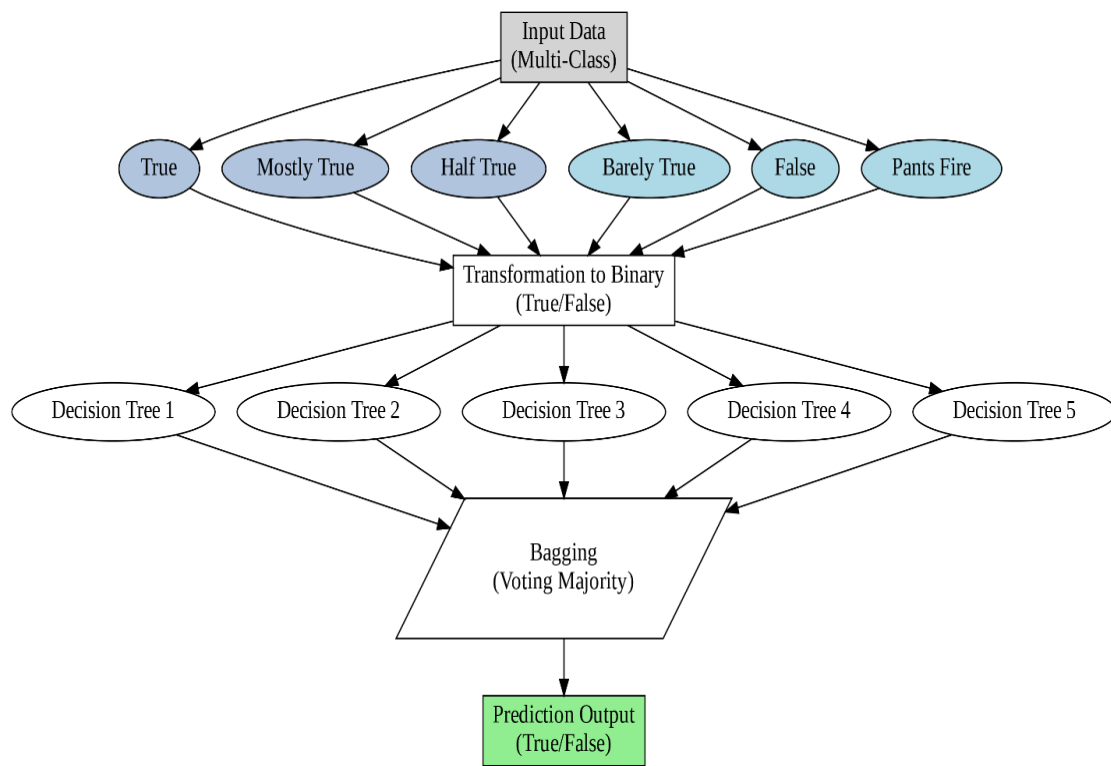 Input Data
(Multi-Class)
True
Mostly True
Half True
Barely True
False
Pants Fire
Transformation to Binary
(True/False)
Decision Tree 1
Decision Tree 2
Decision Tree 3
Decision Tree 4
Decision Tree 5
Bagging
(Voting Majority)
Prediction Output
(True/False)